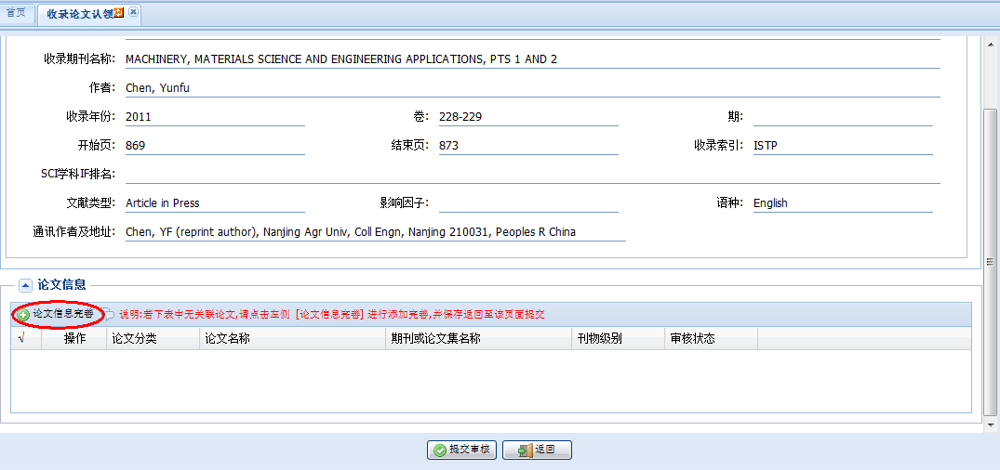 首页 收录论文认领
收录期刊名称: MACHINERY, MATERIALS SCIENCE AND ENGINEERING APPLICATIONS, PTS 1 AND 2
作者: Chen, Yunfu
收录年份: 2011 卷: 228-229 期:
开始页: 869 结束页: 873 收录索引: ISTP
SCI学科IF排名:
文献类型: Article in Press 影响因子: 语种: English
通讯作者及地址: Chen, YF (reprint author), Nanjing Agr Univ, Coll Engn, Nanjing 210031, Peoples R China
论文信息
论文信息完善 说明:若下表中无关联论文,请点击左侧 [论文信息完善] 进行添加完善,并保存返回至该页面提交
√ 操作 论文分类 论文名称 期刊或论文集名称 刊物级别 审核状态
提交审核 返回